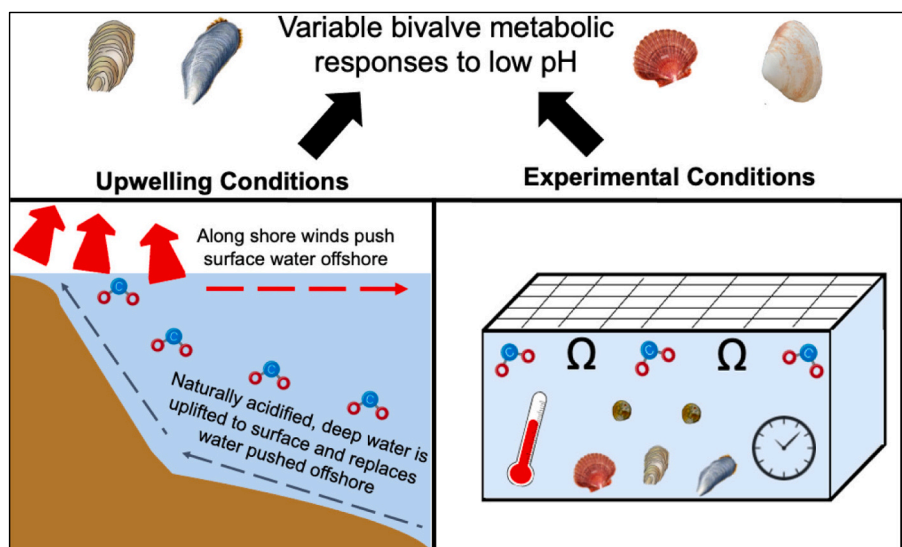 Variable bivalve metabolic
responses to low pH
Upwelling Conditions
Experimental Conditions
Along shore winds push
surface water offshore
C
O
O
C
O
O
C
O
O
C
O
O
Naturally acidified, deep water is
uplifted to surface and replaces
water pushed offshore
C
O
O
Ω
C
O
O
Ω
C
O
O